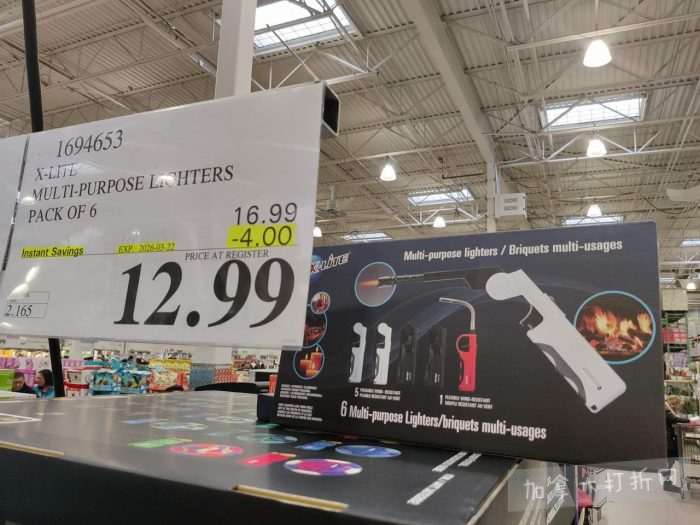 1694653
X-LITE
MULTI-PURPOSE LIGHTERS
PACK OF 6
16.99
Instant Savings EXP. 2026-03-22 -4.00
PRICE AT REGISTER
12.99
2.165
X-LITE
Multi-purpose lighters / Briquets multi-usages
5
1
6 Multi-purpose Lighters/briquets multi-usages
加拿大打折网